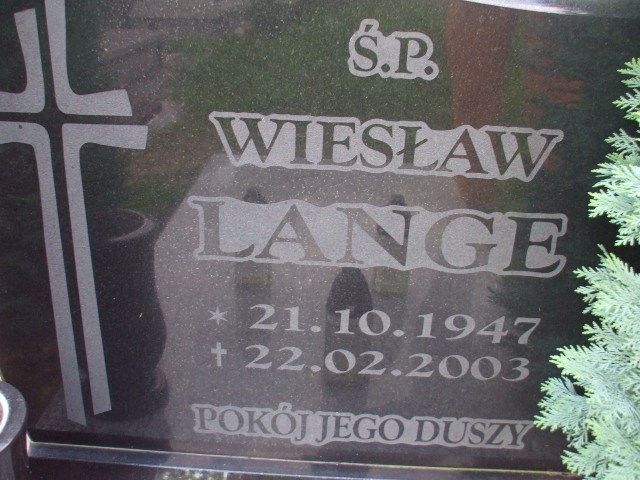 Ś.P.
WIESŁAW
LANGE
* 21.10.1947
✝ 22.02.2003
POKÓJ JEGO DUSZY